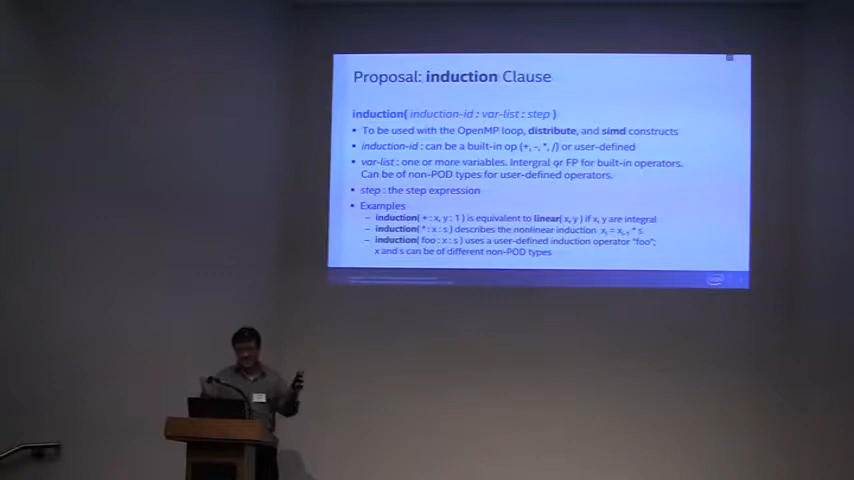 Proposal: induction Clause
induction( induction-id : var-list : step )
• To be used with the OpenMP loop, distribute, and simd constructs
• induction-id : can be a built-in op (+, -, *, /) or user-defined
• var-list : one or more variables. Intergral or FP for built-in operators.
Can be of non-POD types for user-defined operators.
• step : the step expression
• Examples
– induction( + : x, y : 1 ) is equivalent to linear( x, y ) if x, y are integral
– induction( * : x : s ) describes the nonlinear induction xᵢ = xᵢ₋₁ * s
– induction( foo : x : s ) uses a user-defined induction operator "foo";
x and s can be of different non-POD types
intel